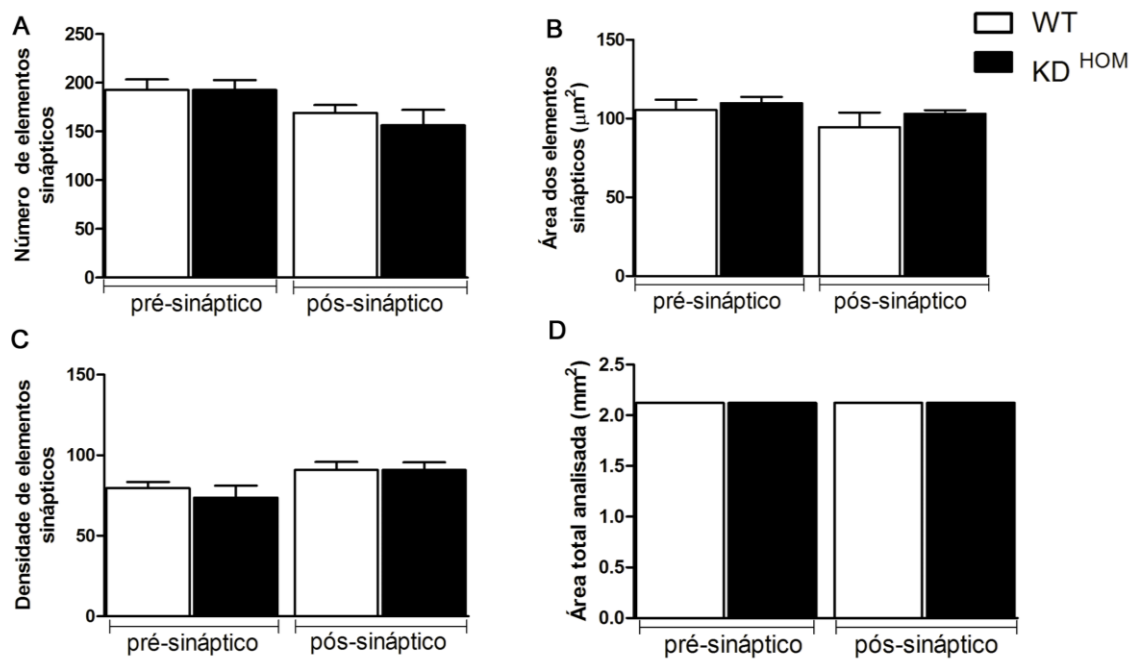 A
Número de elementos
sinápticos
250
200
150
100
50
0
pré-sináptico
pós-sináptico
B
Área dos elementos
sinápticos (μm²)
150
100
50
0
pré-sináptico
pós-sináptico
WT
KD HOM
C
Densidade de elementos
sinápticos
150
100
50
0
pré-sináptico
pós-sináptico
D
Área total analisada (mm²)
2.5
2.0
1.5
1.0
0.5
0.0
pré-sináptico
pós-sináptico